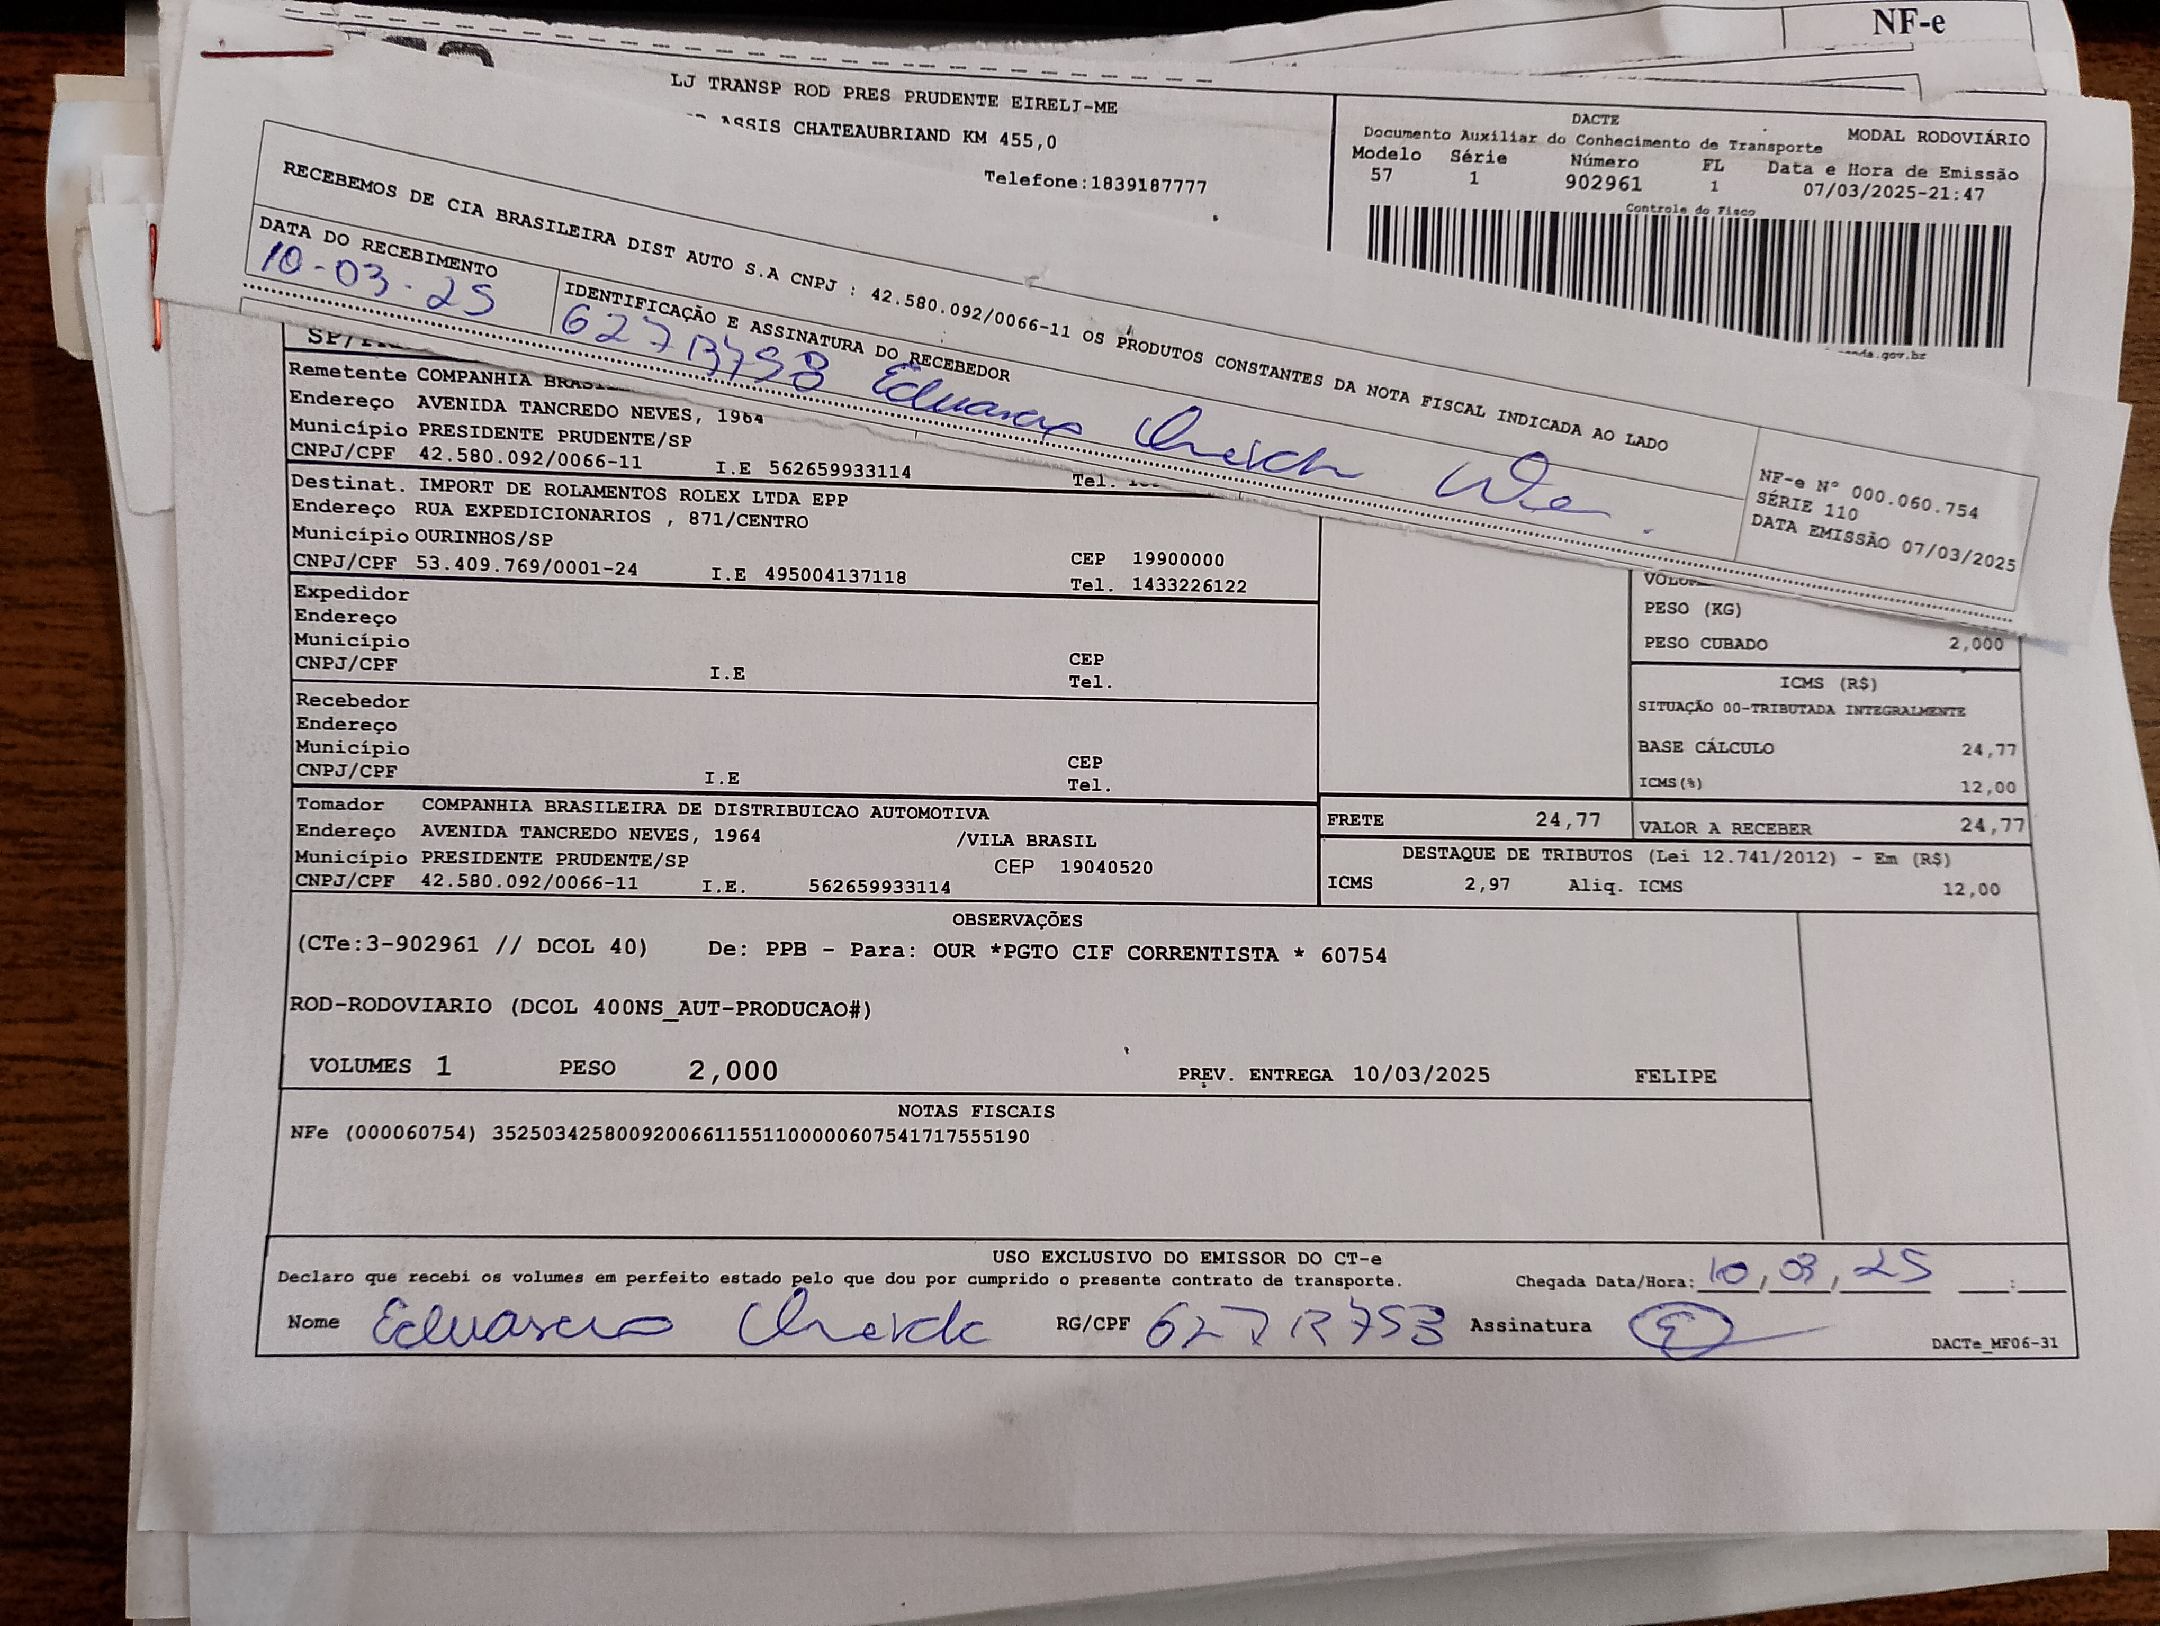 NF-e
LJ TRANSP ROD PRES PRUDENTE EIRELI-ME
ASSIS CHATEAUBRIAND KM 455,0
Telefone:1839187777
DACTE
Documento Auxiliar do Conhecimento de Transporte MODAL RODOVIÁRIO
Modelo Série Número FL Data e Hora de Emissão
57 1 902961 1 07/03/2025-21:47
Controle do Fisco
RECEBEMOS DE CIA BRASILEIRA DIST AUTO S.A CNPJ : 42.580.092/0066-11 OS PRODUTOS CONSTANTES DA NOTA FISCAL INDICADA AO LADO
DATA DO RECEBIMENTO
10-03-25
IDENTIFICAÇÃO E ASSINATURA DO RECEBEDOR
NF-e Nº 000.060.754
SÉRIE 110
DATA EMISSÃO 07/03/2025
Remetente COMPANHIA
Endereço AVENIDA TANCREDO NEVES, 1964
Município PRESIDENTE PRUDENTE/SP
CNPJ/CPF 42.580.092/0066-11 I.E 562659933114 Tel.
Destinat. IMPORT DE ROLAMENTOS ROLEX LTDA EPP
Endereço RUA EXPEDICIONARIOS , 871/CENTRO
Município OURINHOS/SP CEP 19900000
CNPJ/CPF 53.409.769/0001-24 I.E 495004137118 Tel. 1433226122
Expedidor
Endereço
Município CEP
CNPJ/CPF I.E Tel.
Recebedor
Endereço
Município CEP
CNPJ/CPF I.E Tel.
Tomador COMPANHIA BRASILEIRA DE DISTRIBUICAO AUTOMOTIVA
Endereço AVENIDA TANCREDO NEVES, 1964 /VILA BRASIL
Município PRESIDENTE PRUDENTE/SP CEP 19040520
CNPJ/CPF 42.580.092/0066-11 I.E. 562659933114
PESO (KG)
PESO CUBADO 2,000
ICMS (R$)
SITUAÇÃO 00-TRIBUTADA INTEGRALMENTE
BASE CÁLCULO 24,77
ICMS(%) 12,00
FRETE 24,77 VALOR A RECEBER 24,77
DESTAQUE DE TRIBUTOS (Lei 12.741/2012) - Em (R$)
ICMS 2,97 Aliq. ICMS 12,00
OBSERVAÇÕES
(CTe:3-902961 // DCOL 40) De: PPB - Para: OUR *PGTO CIF CORRENTISTA * 60754
ROD-RODOVIARIO (DCOL 400NS_AUT-PRODUCAO#)
VOLUMES 1 PESO 2,000 PREV. ENTREGA 10/03/2025 FELIPE
NOTAS FISCAIS
NFe (000060754) 35250342580092006611551100000607541717555190
USO EXCLUSIVO DO EMISSOR DO CT-e
Declaro que recebi os volumes em perfeito estado pelo que dou por cumprido o presente contrato de transporte. Chegada Data/Hora: 10,03,25 :
Nome Eduardo RG/CPF Assinatura
DACTe_MF06-31